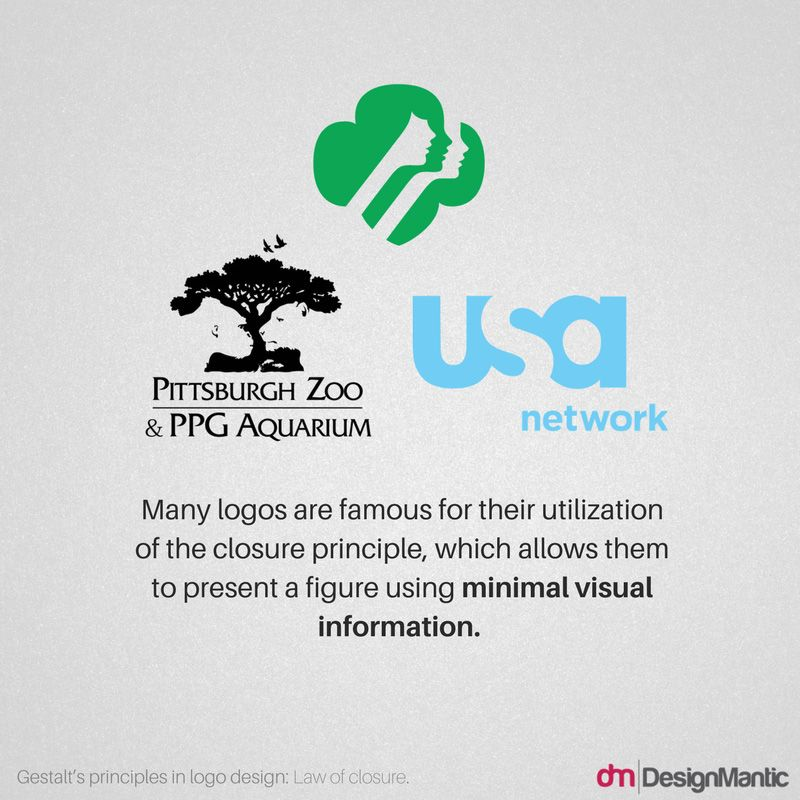 PITTSBURGH ZOO
& PPG AQUARIUM
usa
network
Many logos are famous for their utilization
of the closure principle, which allows them
to present a figure using minimal visual
information.
Gestalt's principles in logo design: Law of closure.
dm DesignMantic